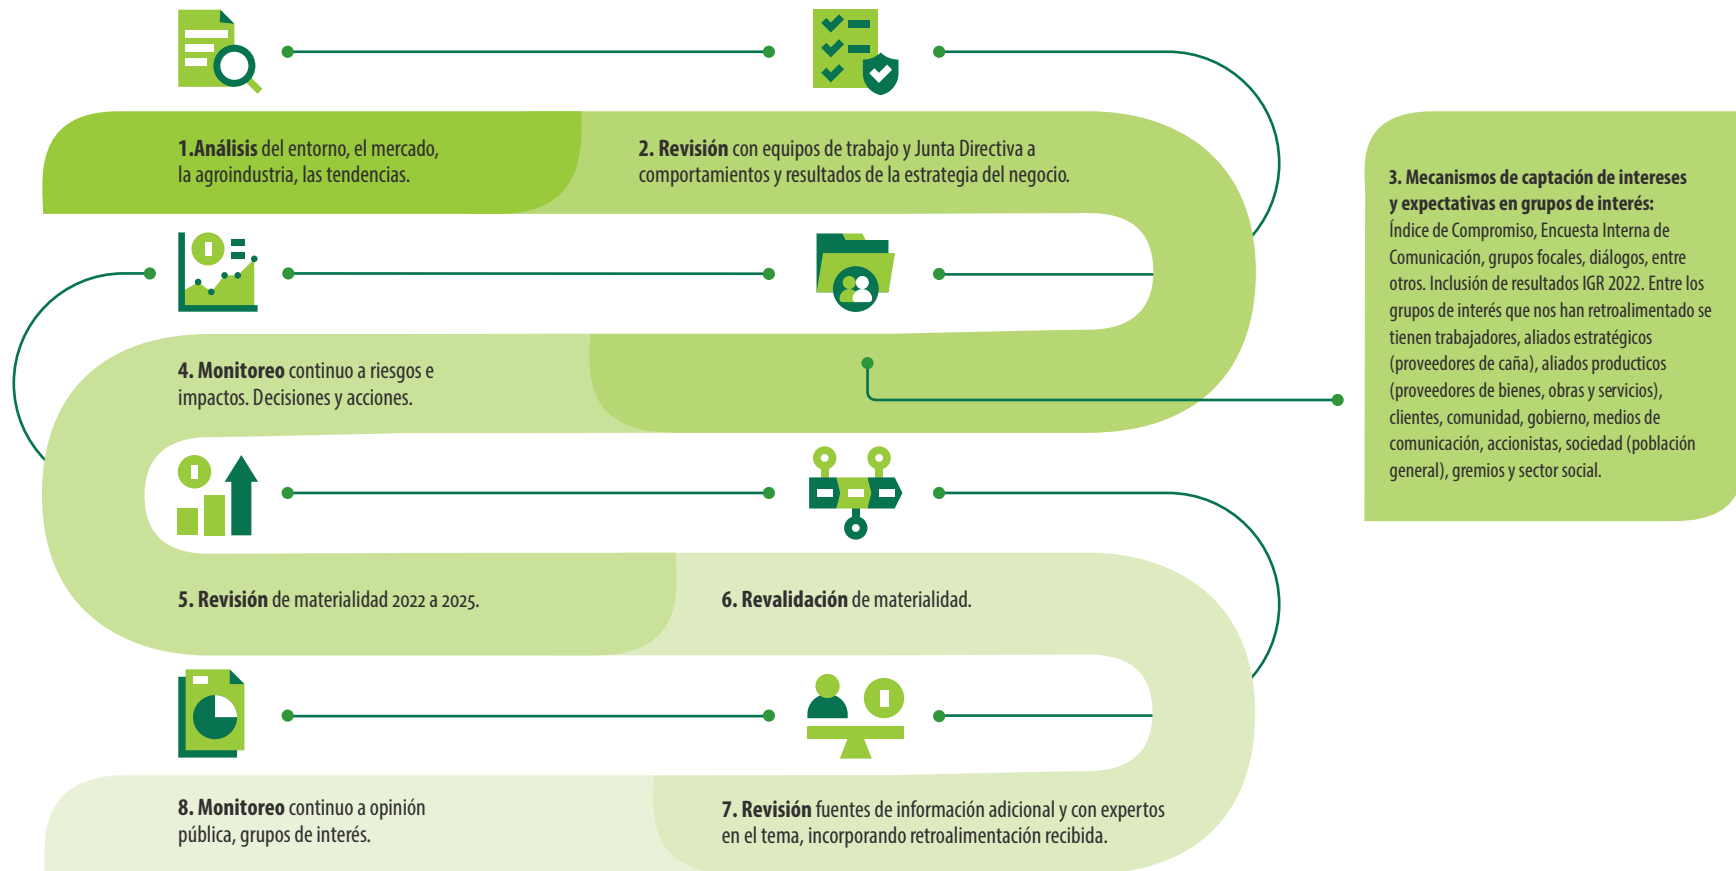 1.Análisis del entorno, el mercado,
la agroindustria, las tendencias.
2. Revisión con equipos de trabajo y Junta Directiva a
comportamientos y resultados de la estrategia del negocio.
3. Mecanismos de captación de intereses
y expectativas en grupos de interés:
Índice de Compromiso, Encuesta Interna de
Comunicación, grupos focales, diálogos, entre
otros. Inclusión de resultados IGR 2022. Entre los
grupos de interés que nos han retroalimentado se
tienen trabajadores, aliados estratégicos
(proveedores de caña), aliados producticos
(proveedores de bienes, obras y servicios),
clientes, comunidad, gobierno, medios de
comunicación, accionistas, sociedad (población
general), gremios y sector social.
4. Monitoreo continuo a riesgos e
impactos. Decisiones y acciones.
5. Revisión de materialidad 2022 a 2025.
6. Revalidación de materialidad.
7. Revisión fuentes de información adicional y con expertos
en el tema, incorporando retroalimentación recibida.
8. Monitoreo continuo a opinión
pública, grupos de interés.